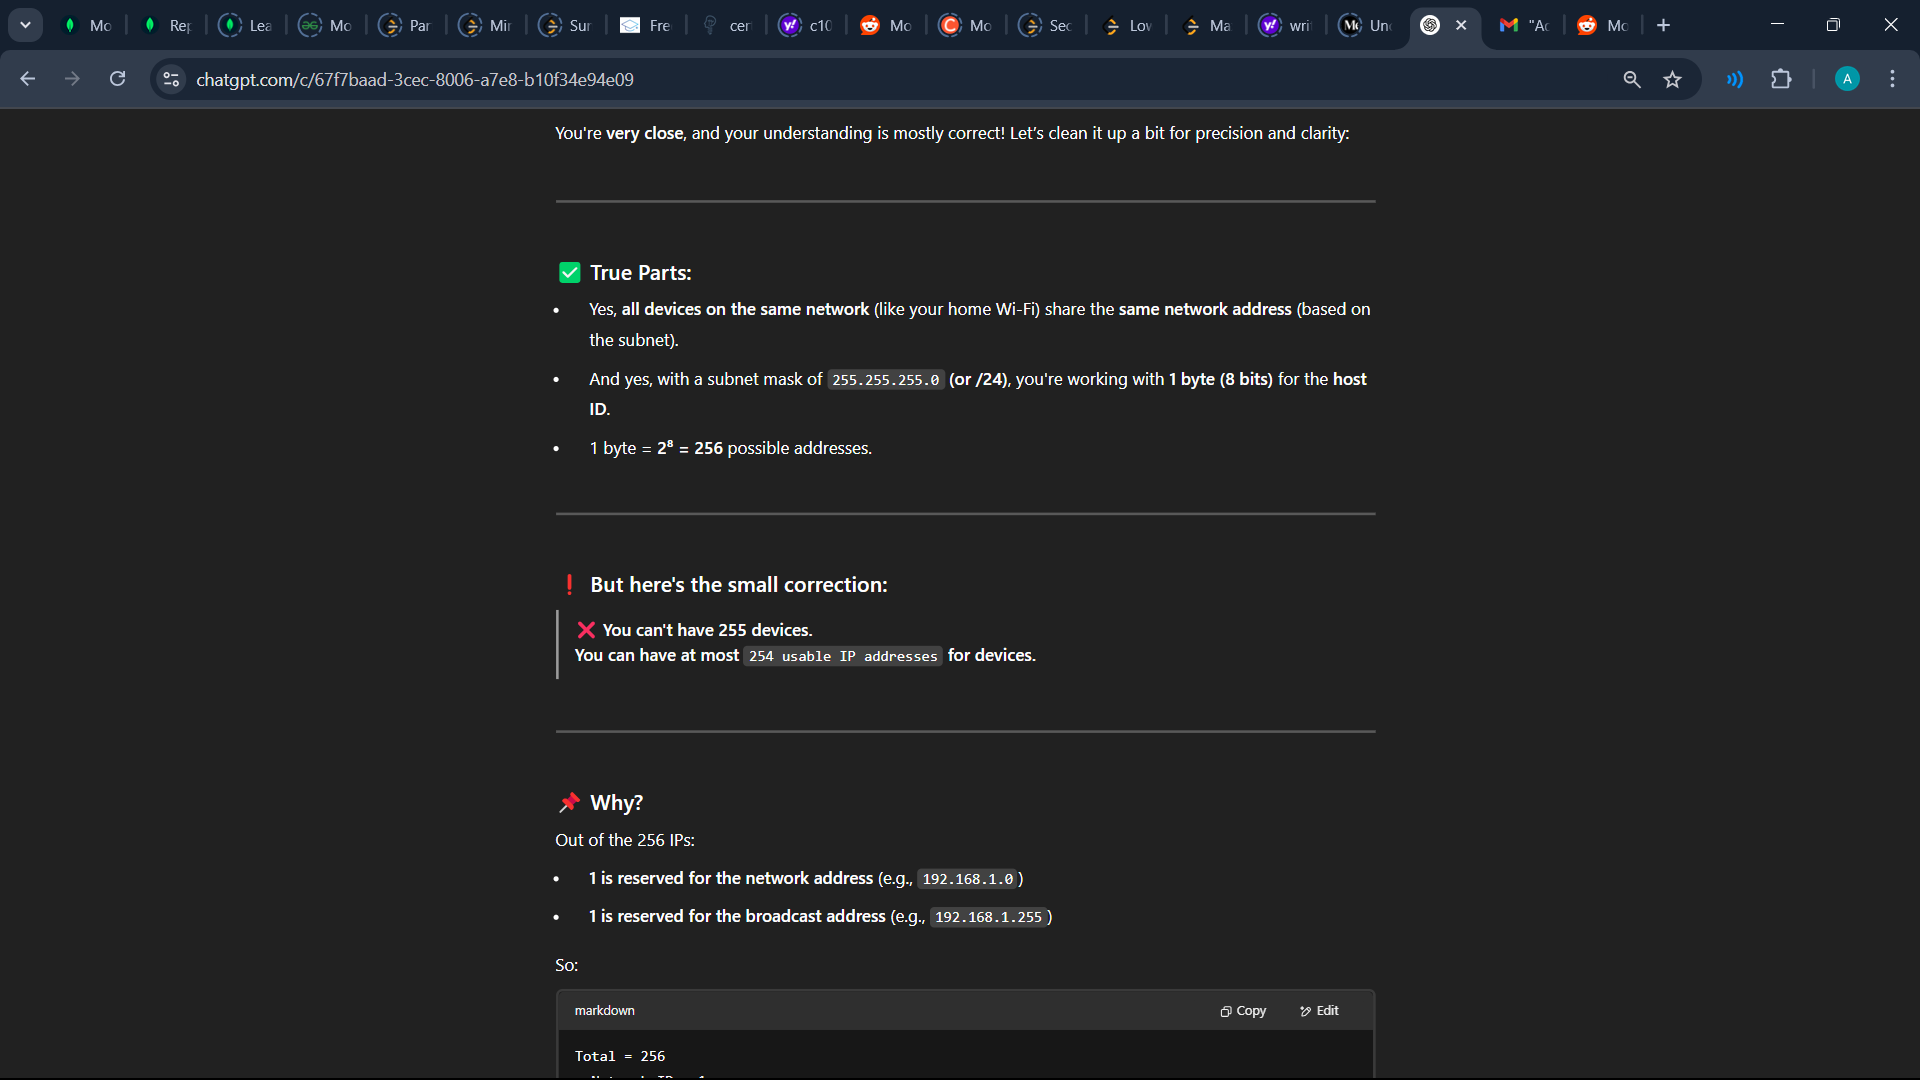 Mo
Rep
Lea
Mo
Par
Mir
Sur
Fre
cer
c10
Mo
Mo
Sec
Lov
Ma
wri
Und
"Ac
Mo
chatgpt.com/c/67f7baad-3cec-8006-a7e8-b10f34e94e09
A
You're very close, and your understanding is mostly correct! Let's clean it up a bit for precision and clarity:
✅ True Parts:
• Yes, all devices on the same network (like your home Wi-Fi) share the same network address (based on
the subnet).
• And yes, with a subnet mask of 255.255.255.0 (or /24), you're working with 1 byte (8 bits) for the host
ID.
• 1 byte = 2⁸ = 256 possible addresses.
❗ But here's the small correction:
❌ You can't have 255 devices.
You can have at most 254 usable IP addresses for devices.
📌 Why?
Out of the 256 IPs:
• 1 is reserved for the network address (e.g., 192.168.1.0)
• 1 is reserved for the broadcast address (e.g., 192.168.1.255)
So:
markdown
Copy
Edit
Total = 256